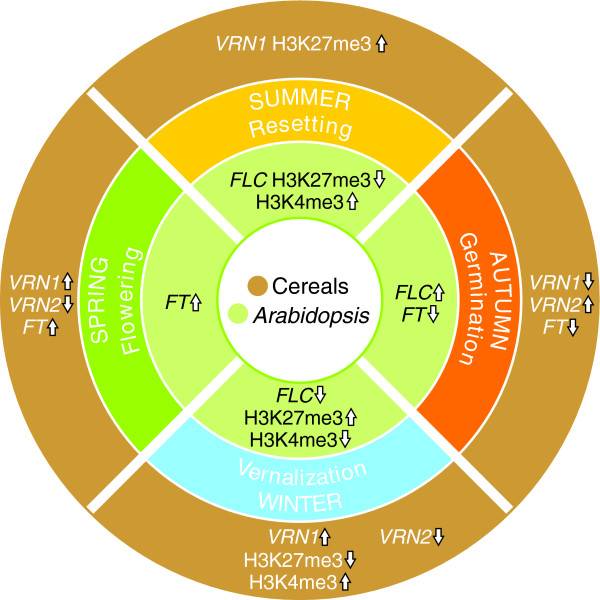 VRN1 H3K27me3⇧
SUMMER
Resetting
FLC H3K27me3⇩
H3K4me3⇧
SPRING
Flowering
VRN1⇧
VRN2⇩
FT⇧
FT⇧
Cereals
Arabidopsis
FLC⇧
FT⇩
AUTUMN
Germination
VRN1⇩
VRN2⇧
FT⇩
FLC⇩
H3K27me3⇧
H3K4me3⇩
Vernalization
WINTER
VRN1⇧ VRN2⇩
H3K27me3⇩
H3K4me3⇧